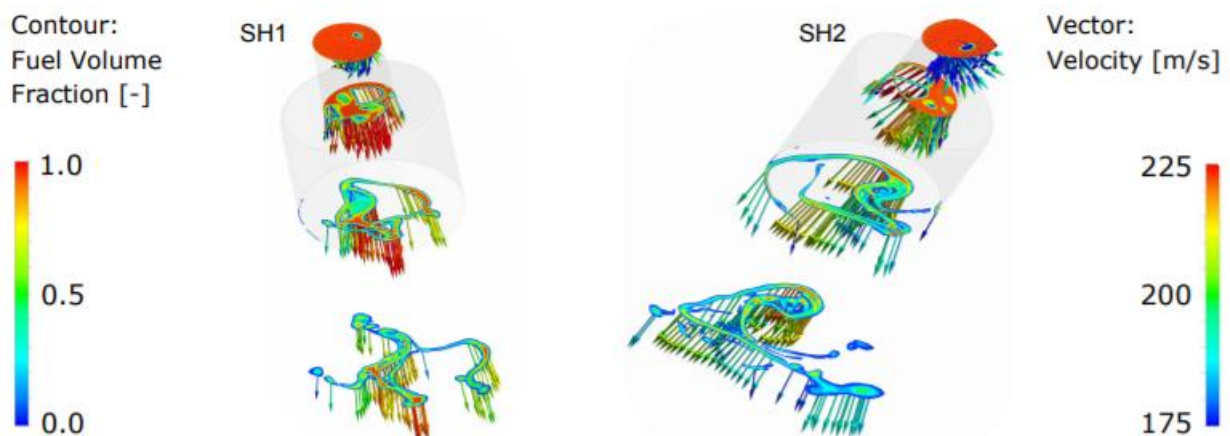 Contour:
Fuel Volume
Fraction [-]
1.0
0.5
0.0
SH1
SH2
Vector:
Velocity [m/s]
225
200
175